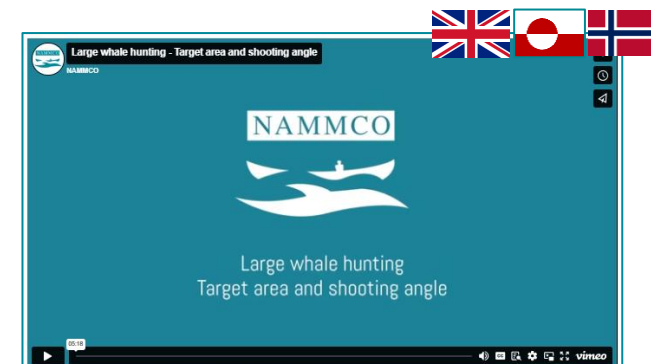 Large whale hunting - Target area and shooting angle
NAMMCO
NAMMCO
Large whale hunting
Target area and shooting angle
05:18
CC
vimeo